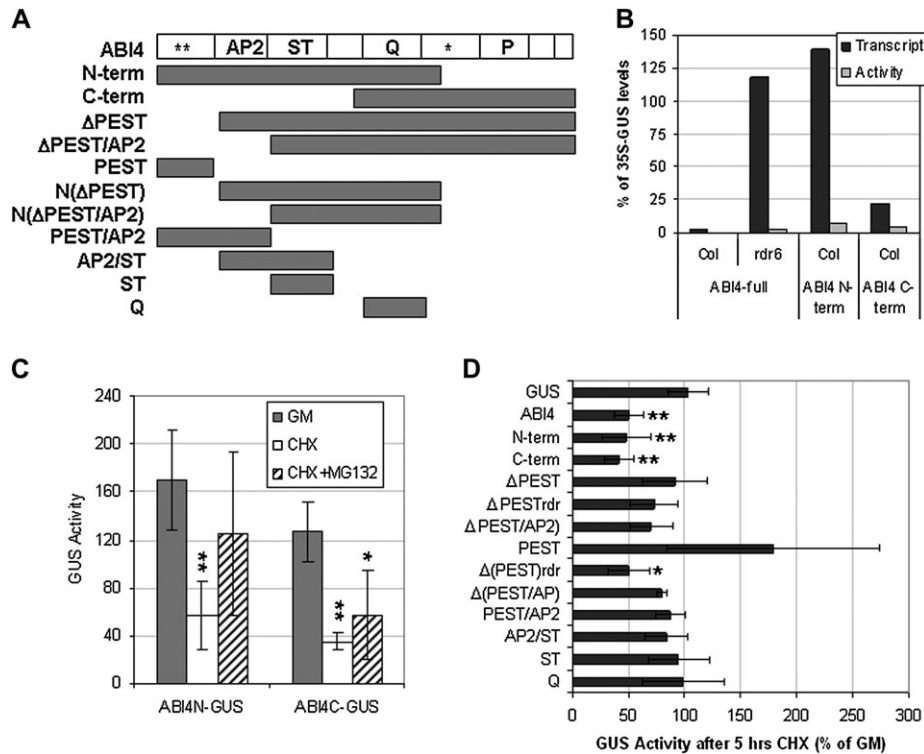 A
ABI4 ** AP2 ST Q * P
N-term
C-term
ΔPEST
ΔPEST/AP2
PEST
N(ΔPEST)
N(ΔPEST/AP2)
PEST/AP2
AP2/ST
ST
Q
B
% of 35S-GUS levels
150
125
100
75
50
25
0
Transcript
Activity
Col rdr6 Col Col
ABI4-full ABI4 N-term ABI4 C-term
C
GUS Activity
240
200
160
120
80
40
0
GM
CHX
CHX+MG132
** ** *
ABI4N-GUS ABI4C-GUS
D
GUS
ABI4 **
N-term **
C-term **
ΔPEST
ΔPESTrdr
ΔPEST/AP2)
PEST
Δ(PEST)rdr *
Δ(PEST/AP)
PEST/AP2
AP2/ST
ST
Q
0 50 100 150 200 250 300
GUS Activity after 5 hrs CHX (% of GM)